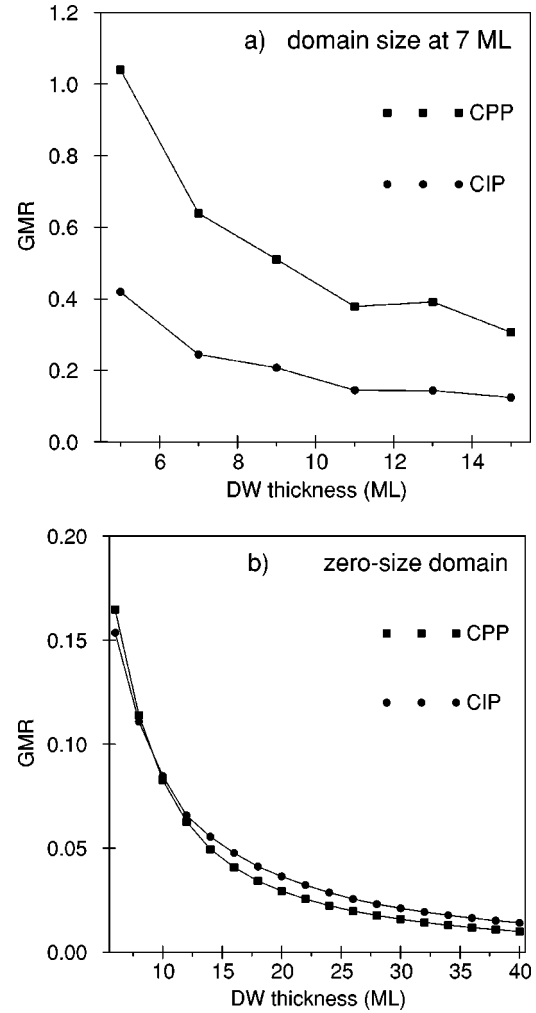 a) domain size at 7 ML
CPP
CIP
GMR
1.2
1.0
0.8
0.6
0.4
0.2
0.0
6 8 10 12 14
DW thickness (ML)
b) zero-size domain
CPP
CIP
GMR
0.20
0.15
0.10
0.05
0.00
10 15 20 25 30 35 40
DW thickness (ML)